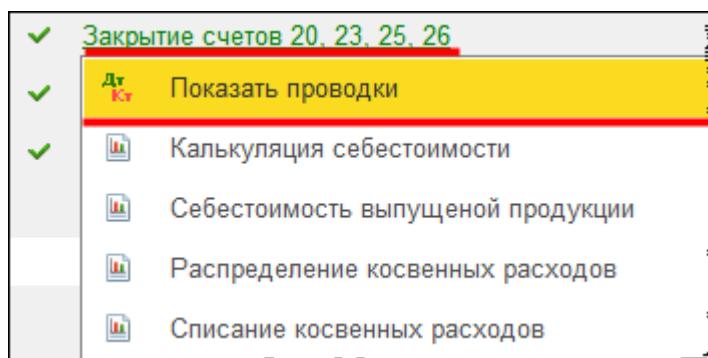 Закрытие счетов 20, 23, 25, 26
Дт
Кт
Показать проводки
Калькуляция себестоимости
Себестоимость выпущеной продукции
Распределение косвенных расходов
Списание косвенных расходов